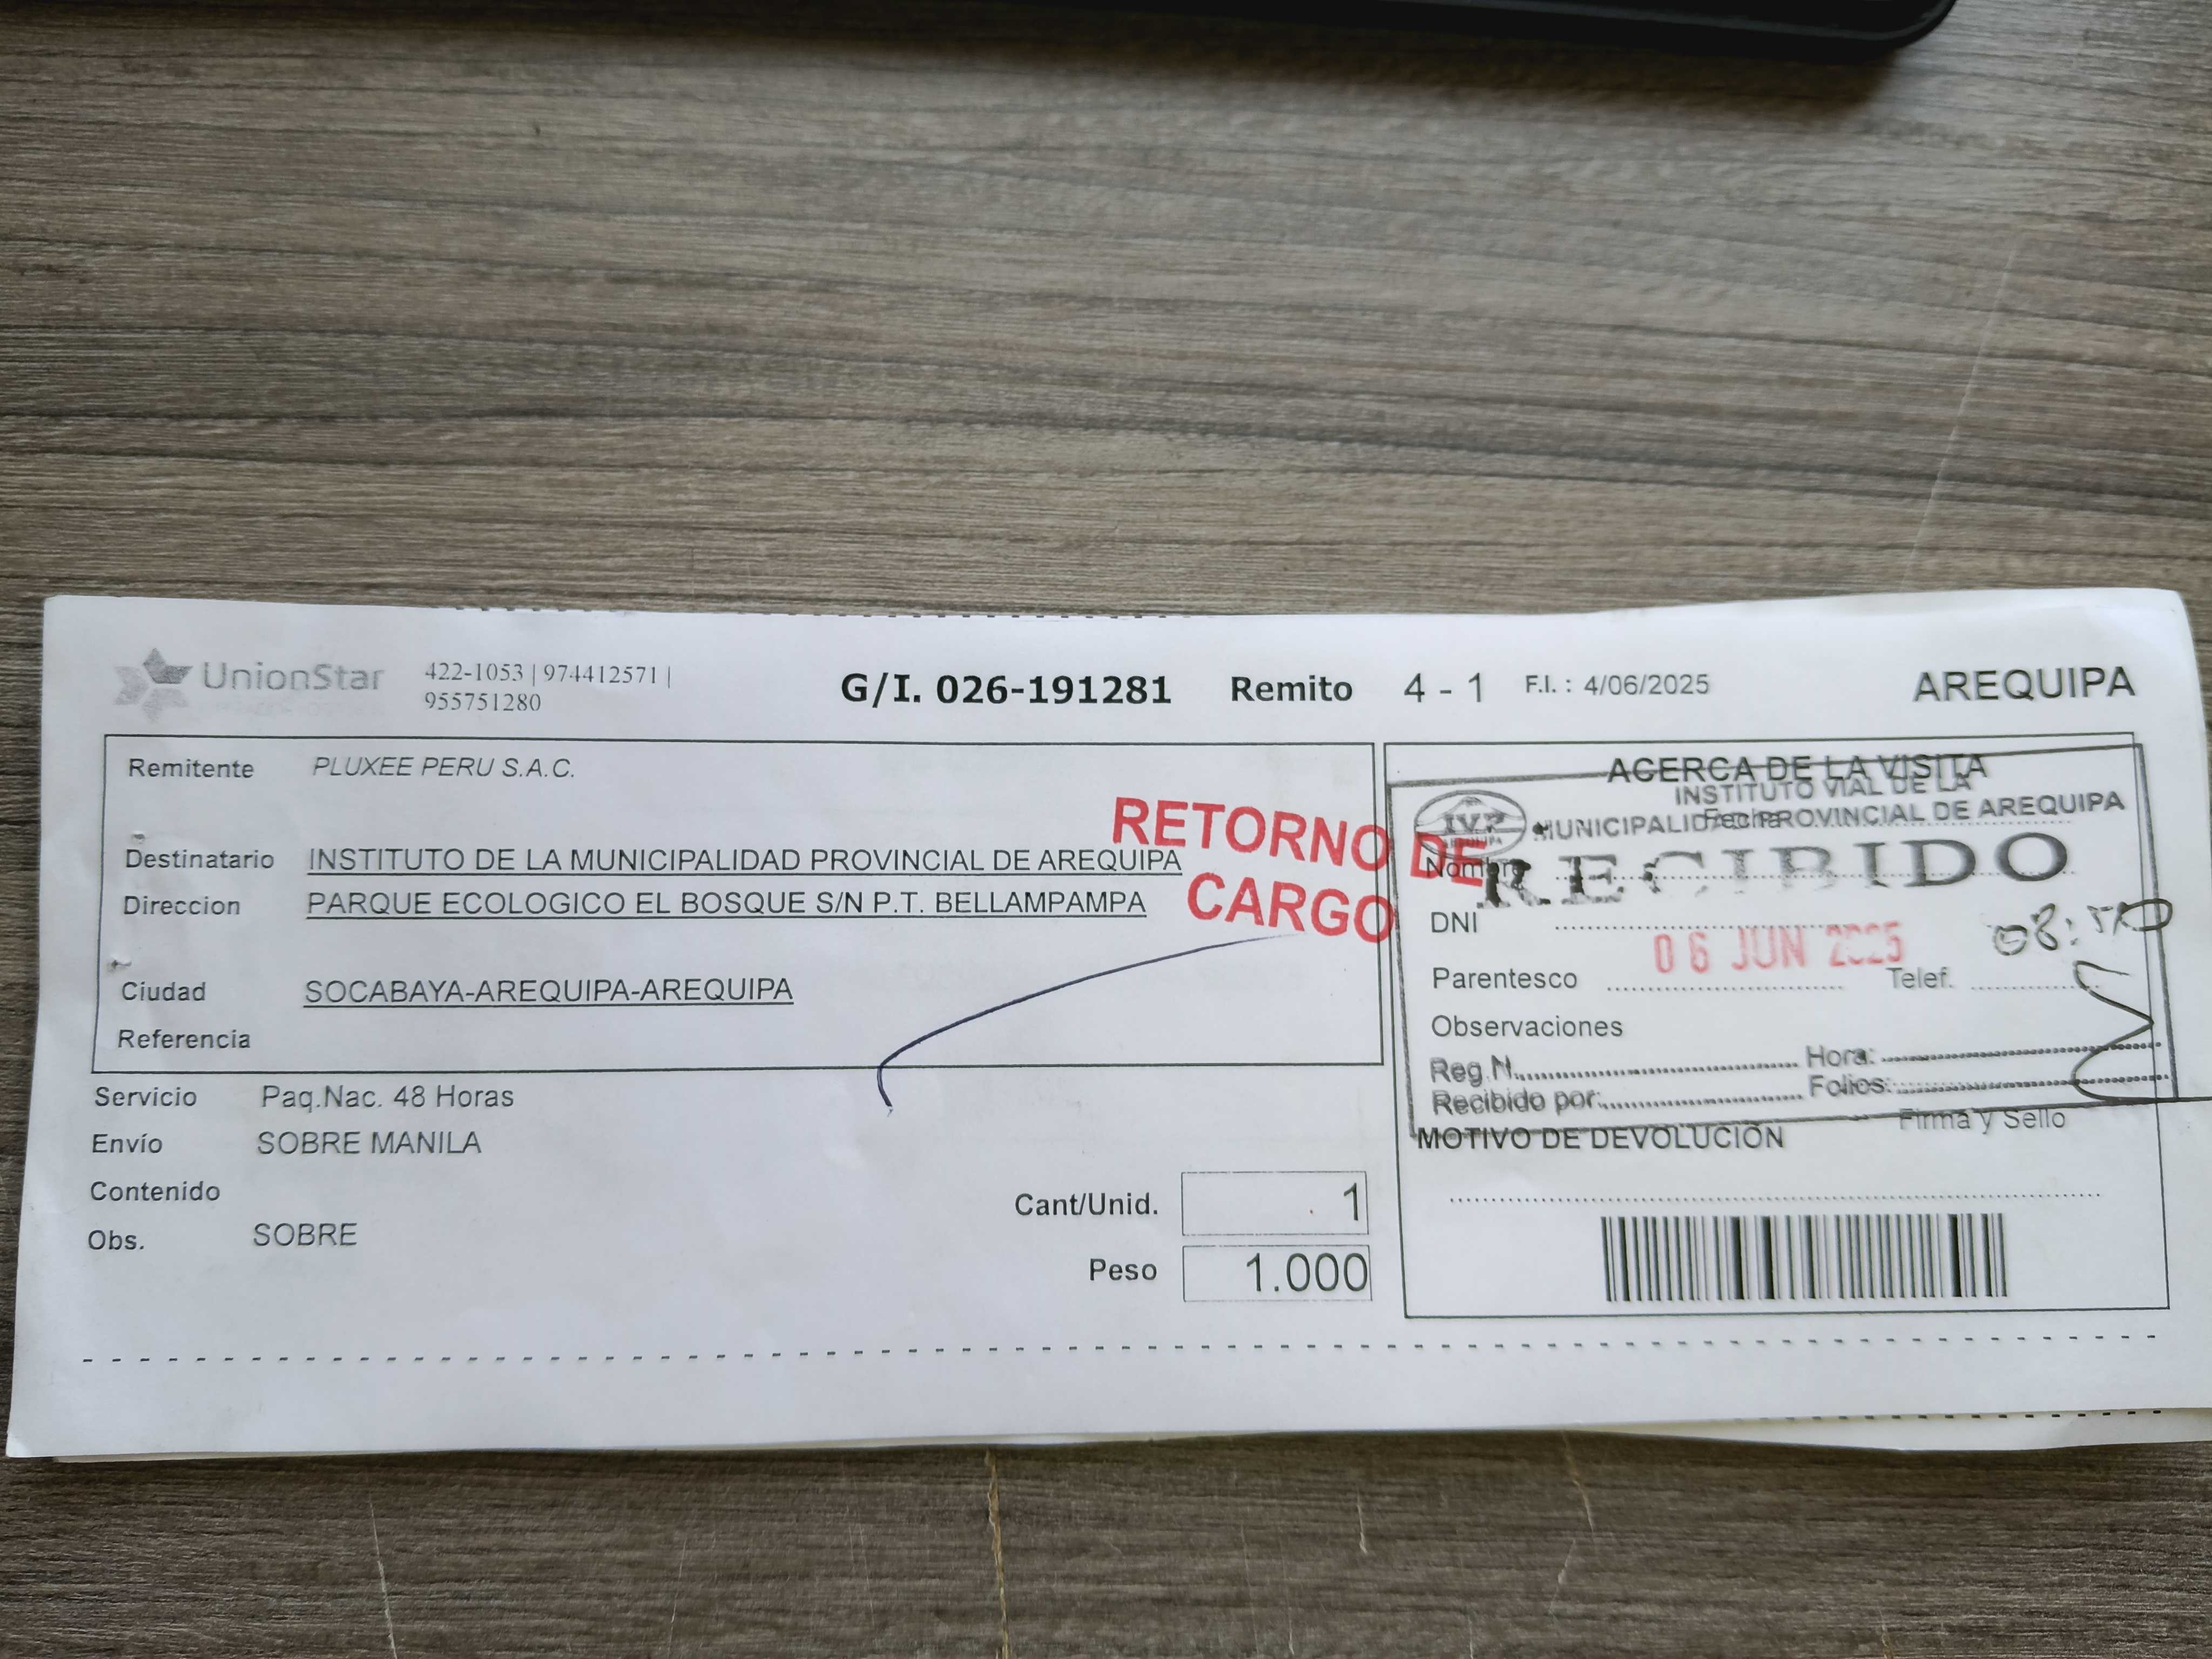 UnionStar
422-1053 | 974412571 |
955751280
G/I. 026-191281 Remito 4 - 1 F.I. : 4/06/2025 AREQUIPA
Remitente PLUXEE PERU S.A.C.
Destinatario INSTITUTO DE LA MUNICIPALIDAD PROVINCIAL DE AREQUIPA
Direccion PARQUE ECOLOGICO EL BOSQUE S/N P.T. BELLAMPAMPA
Ciudad SOCABAYA-AREQUIPA-AREQUIPA
Referencia
RETORNO DE
CARGO
Servicio Paq.Nac. 48 Horas
Envío SOBRE MANILA
Contenido
Obs. SOBRE
Cant/Unid. 1
Peso 1.000
ACERCA DE LA VISITA
INSTITUTO VIAL DE LA
MUNICIPALIDAD PROVINCIAL DE AREQUIPA
Fecha
I.V.P
AREQUIPA
Nombre
RECIBIDO
DNI
06 JUN 2025
Parentesco Telef.
Observaciones
Reg N. Hora:
Recibido por: Folios:
Firma y Sello
MOTIVO DE DEVOLUCIÓN